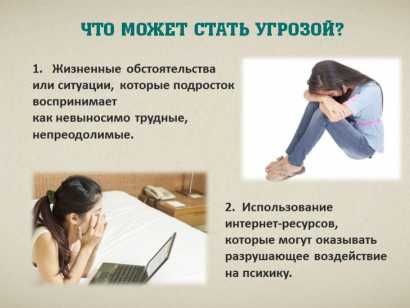 ЧТО МОЖЕТ СТАТЬ УГРОЗОЙ?
1. Жизненные обстоятельства
или ситуации, которые подросток
воспринимает
как невыносимо трудные,
непреодолимые.
2. Использование
интернет-ресурсов,
которые могут оказывать
разрушающее воздействие
на психику.